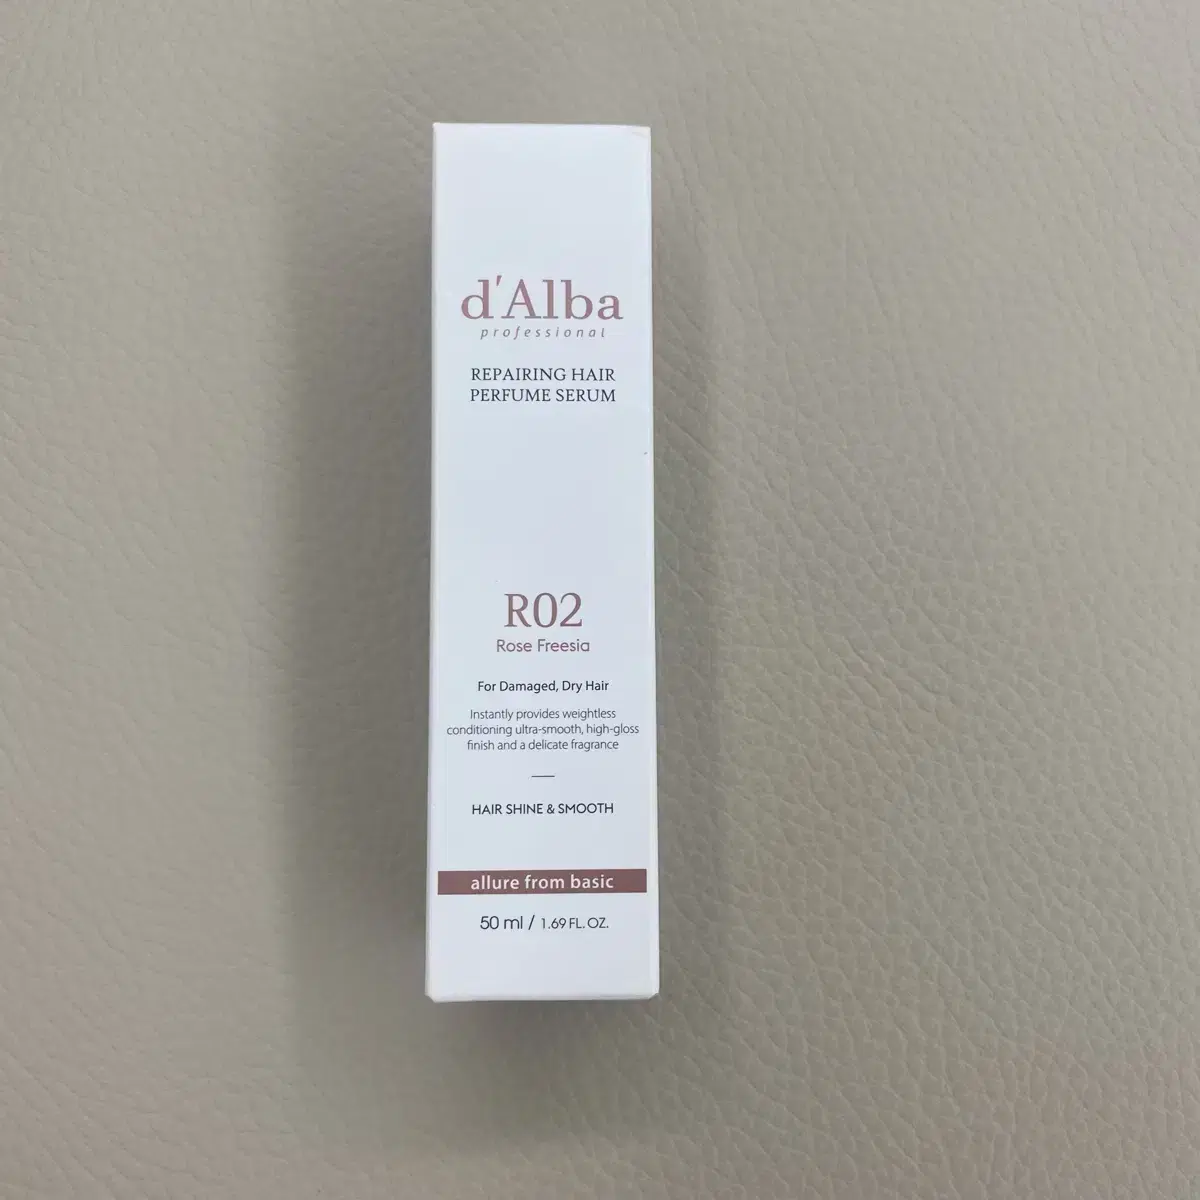 d'Alba
professional
REPAIRING HAIR
PERFUME SERUM
R02
Rose Freesia
For Damaged, Dry Hair
Instantly provides weightless
conditioning ultra-smooth, high-gloss
finish and a delicate fragrance
HAIR SHINE & SMOOTH
allure from basic
50 ml / 1.69 FL. OZ.